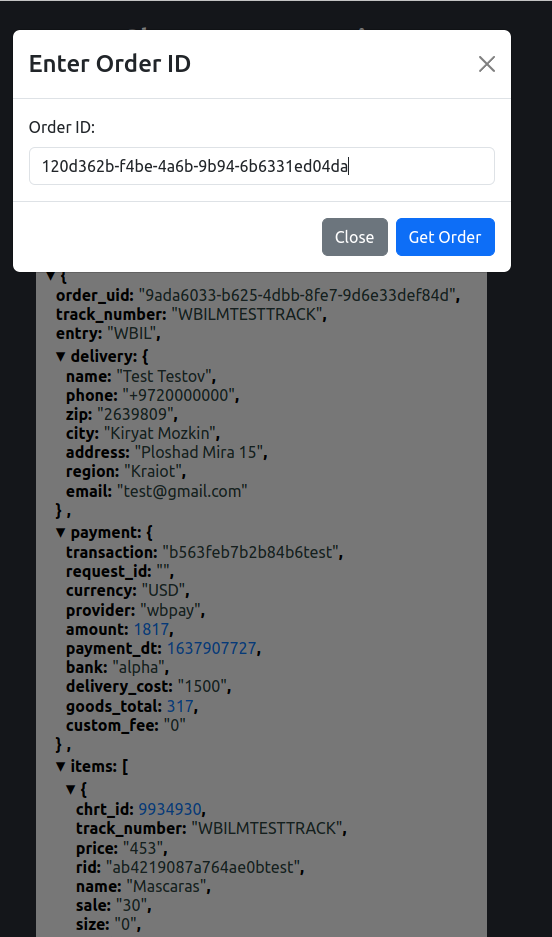 Enter Order ID
Order ID:
120d362b-f4be-4a6b-9b94-6b6331ed04da
Close
Get Order
▼ {
order_uid: "9ada6033-b625-4dbb-8fe7-9d6e33def84d",
track_number: "WBILMTESTTRACK",
entry: "WBIL",
▼ delivery: {
name: "Test Testov",
phone: "+9720000000",
zip: "2639809",
city: "Kiryat Mozkin",
address: "Ploshad Mira 15",
region: "Kraiot",
email: "test@gmail.com"
} ,
▼ payment: {
transaction: "b563feb7b2b84b6test",
request_id: "",
currency: "USD",
provider: "wbpay",
amount: 1817,
payment_dt: 1637907727,
bank: "alpha",
delivery_cost: "1500",
goods_total: 317,
custom_fee: "0"
} ,
▼ items: [
▼ {
chrt_id: 9934930,
track_number: "WBILMTESTTRACK",
price: "453",
rid: "ab4219087a764ae0btest",
name: "Mascaras",
sale: "30",
size: "0",